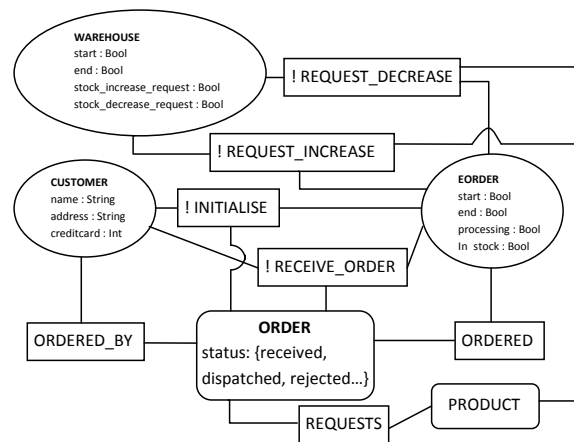 WAREHOUSE
start : Bool
end : Bool
stock_increase_request : Bool
stock_decrease_request : Bool
! REQUEST_DECREASE
! REQUEST_INCREASE
CUSTOMER
name : String
address : String
creditcard : Int
! INITIALISE
EORDER
start : Bool
end : Bool
processing : Bool
In stock : Bool
! RECEIVE_ORDER
ORDERED_BY
ORDER
status: {received,
dispatched, rejected...}
ORDERED
REQUESTS
PRODUCT